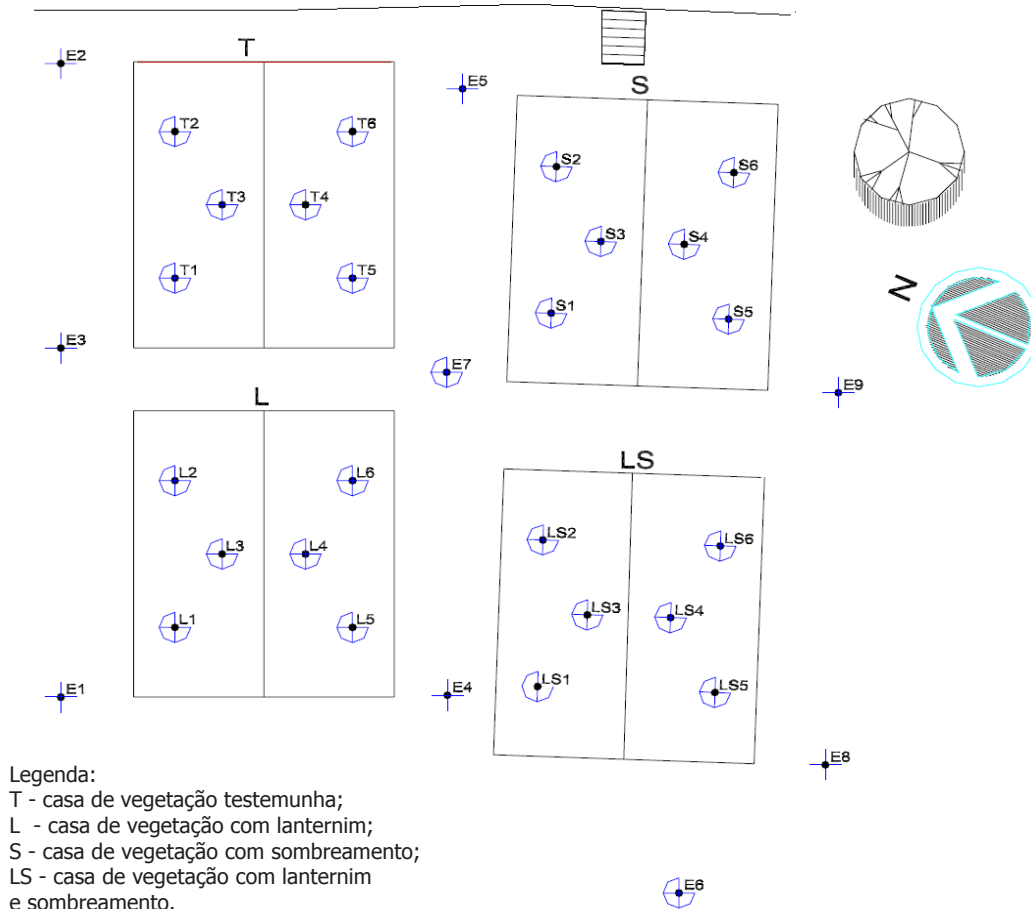 T
E2
E5
S
T2
T6
S2
S6
T3
T4
S3
S4
T1
T5
N
S1
S5
E3
E7
E9
L
LS
L2
L6
LS2
LS6
L3
L4
LS3
LS4
L1
L5
LS1
LS5
E1
E4
E8
Legenda:
T - casa de vegetação testemunha;
L - casa de vegetação com lanternim;
S - casa de vegetação com sombreamento;
LS - casa de vegetação com lanternim
e sombreamento.
E6